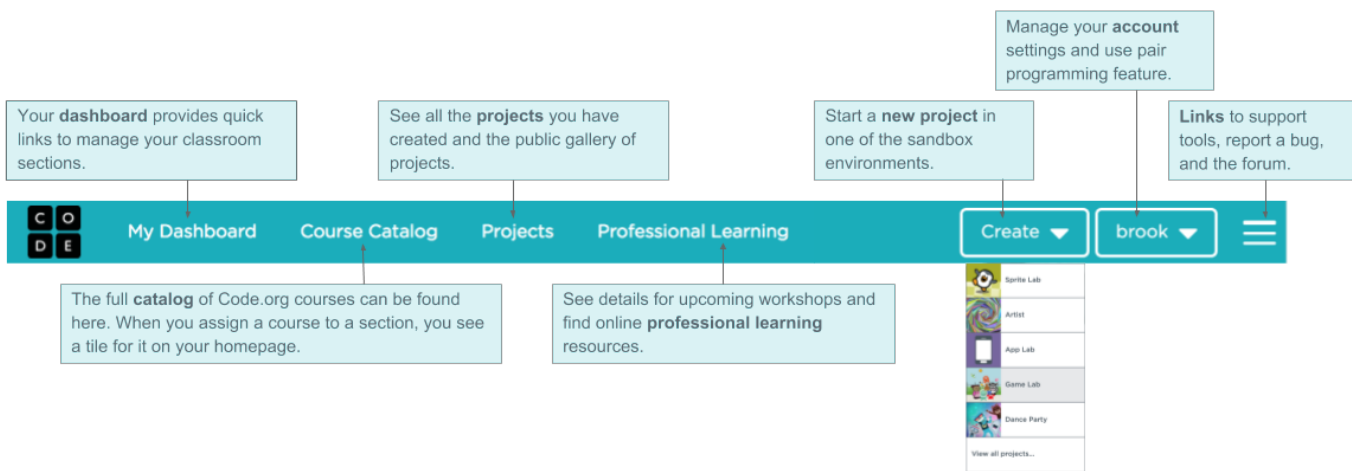 Manage your account
settings and use pair
programming feature.
Your dashboard provides quick
links to manage your classroom
sections.
See all the projects you have
created and the public gallery of
projects.
Start a new project in
one of the sandbox
environments.
Links to support
tools, report a bug,
and the forum.
C O
D E
My Dashboard
Course Catalog
Projects
Professional Learning
Create
brook
The full catalog of Code.org courses can be found
here. When you assign a course to a section, you see
a tile for it on your homepage.
See details for upcoming workshops and
find online professional learning
resources.
Sprite Lab
Artist
App Lab
Game Lab
Dance Party
View all projects...